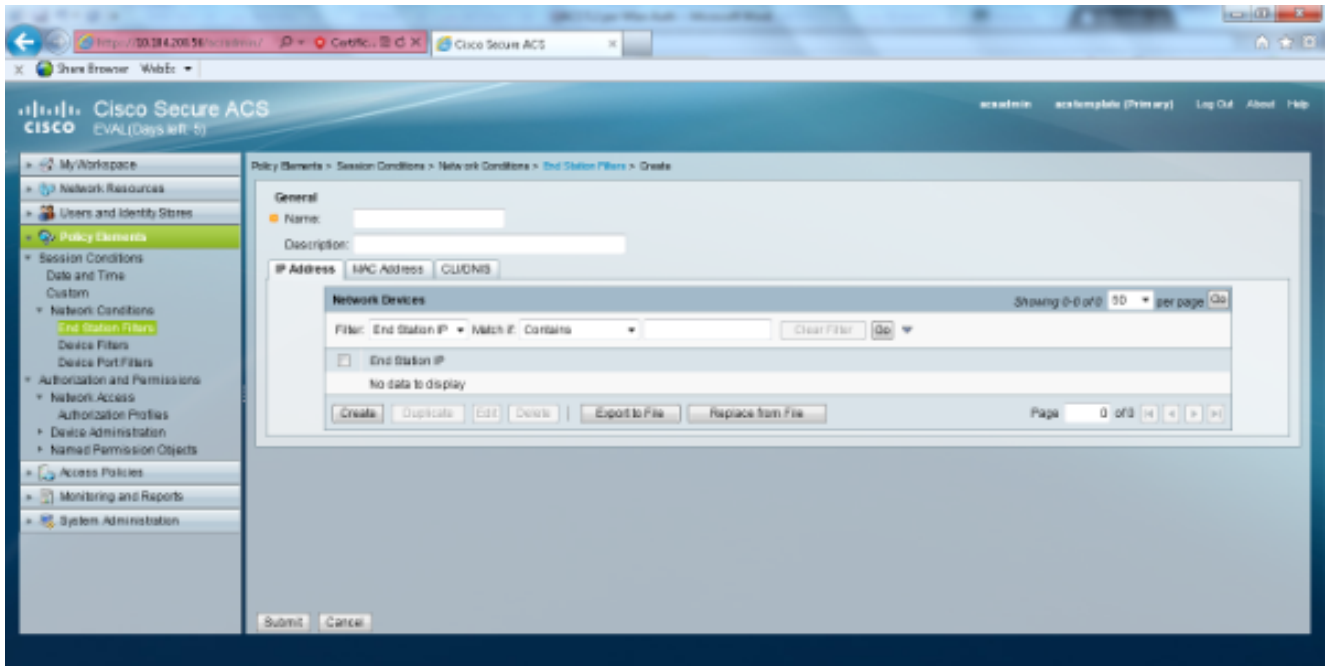 Cisco Secure ACS
Share Browser WebEx
CISCO
Cisco Secure ACS
EVAL(Days left: 5)
acsadmin acstemplate (Primary) Log Out About Help
My Workspace
Network Resources
Users and Identity Stores
Policy Elements
Session Conditions
Date and Time
Custom
Network Conditions
End Station Filters
Device Filters
Device Port Filters
Authorization and Permissions
Network Access
Authorization Profiles
Device Administration
Named Permission Objects
Access Policies
Monitoring and Reports
System Administration
Policy Elements > Session Conditions > Network Conditions > End Station Filters > Create
General
Name:
Description:
IP Address MAC Address CLI/DNIS
Network Devices
Showing 0-0 of 0 50 per page Go
Filter: End Station IP Match if: Contains Clear Filter Go
End Station IP
No data to display
Create Duplicate Edit Delete | Export to File Replace from File Page 0 of 0
Submit Cancel